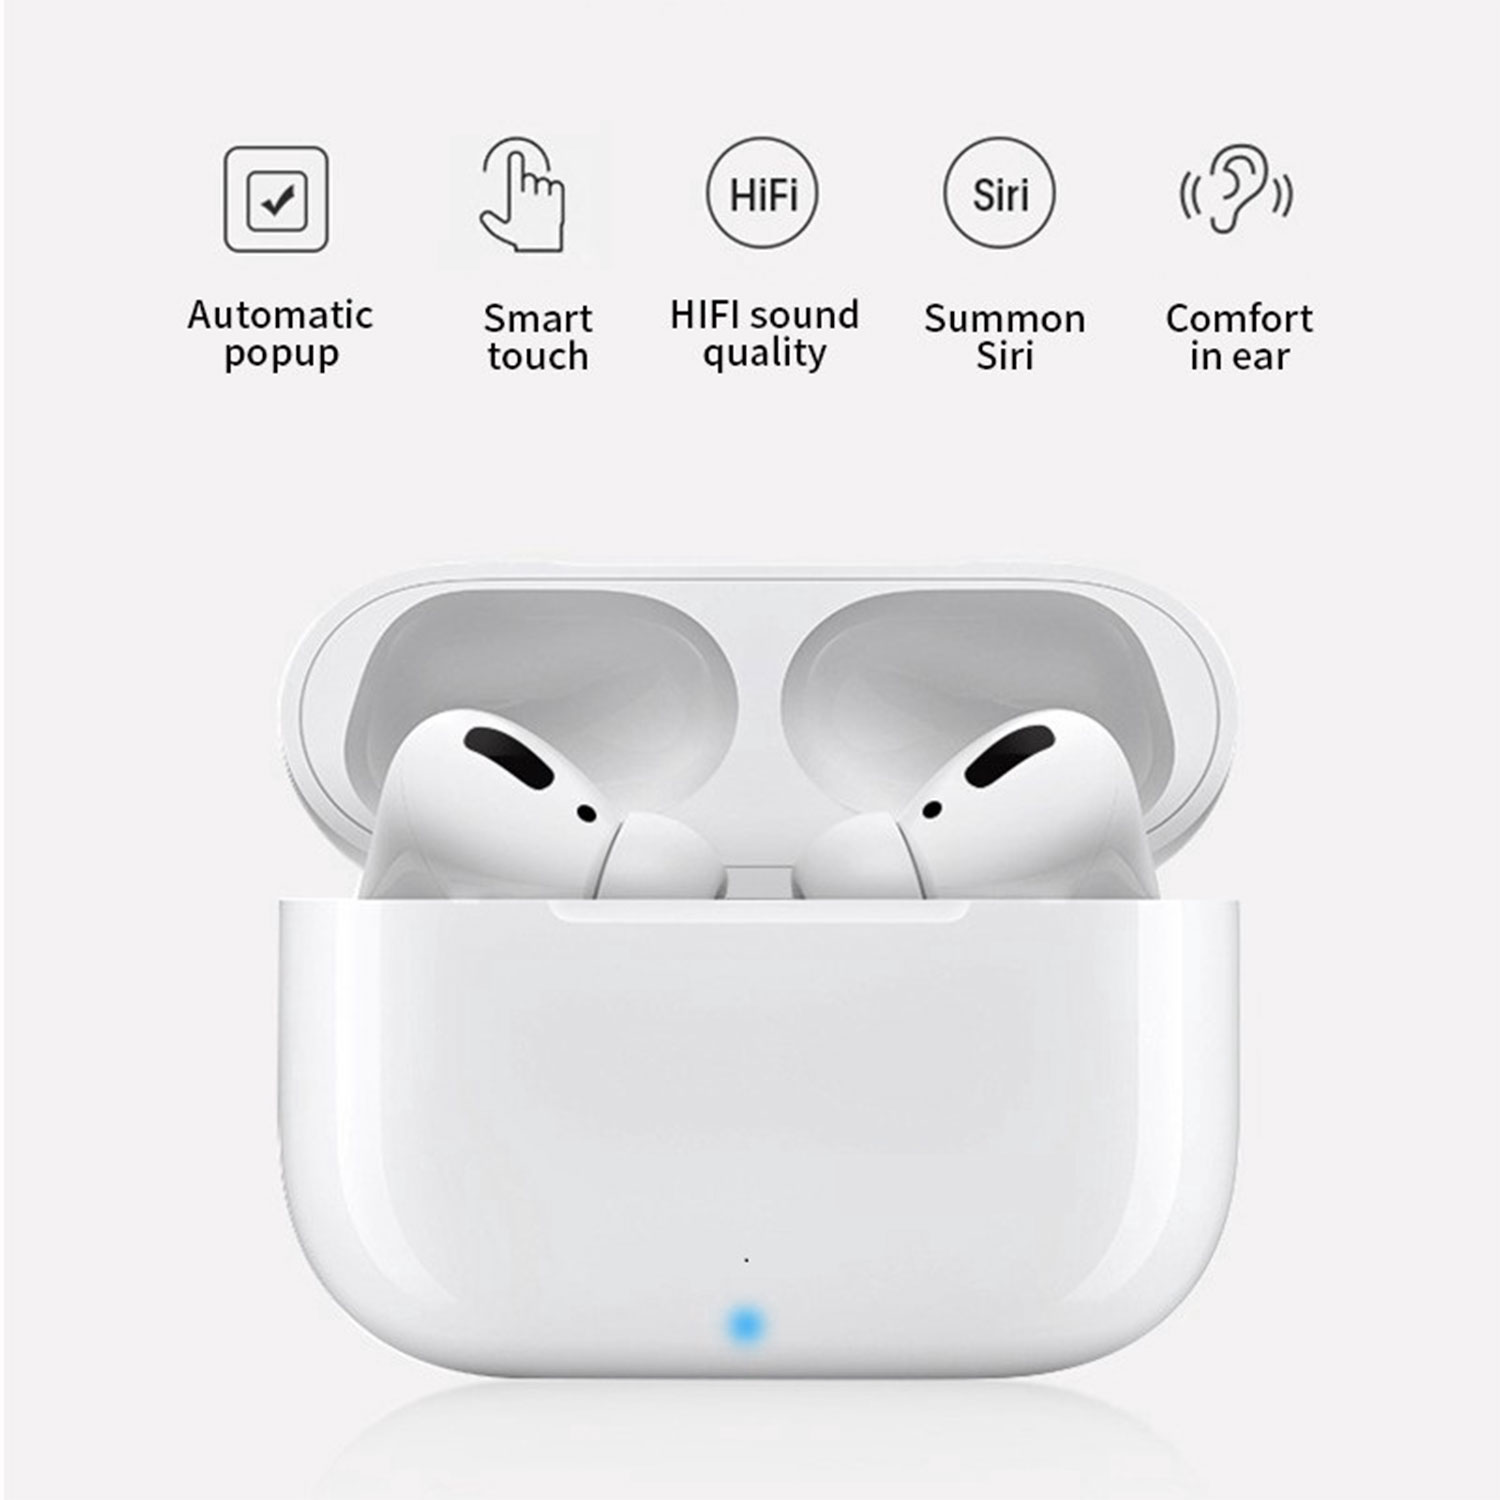 HiFi
Siri
Automatic
popup
Smart
touch
HIFI sound
quality
Summon
Siri
Comfort
in ear